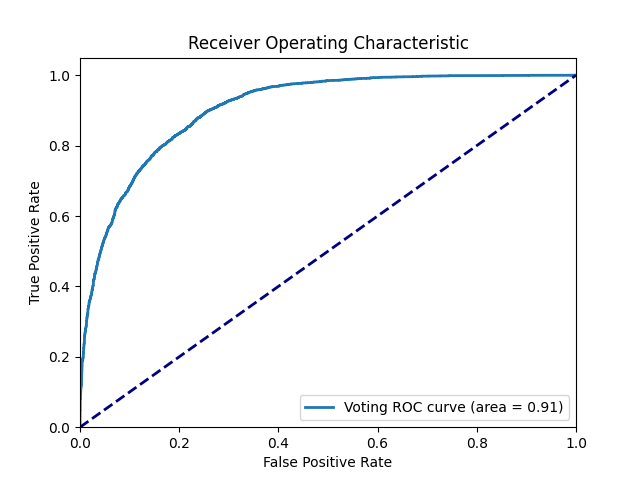 Receiver Operating Characteristic
True Positive Rate
1.0
0.8
0.6
0.4
0.2
0.0
Voting ROC curve (area = 0.91)
0.0 0.2 0.4 0.6 0.8 1.0
False Positive Rate